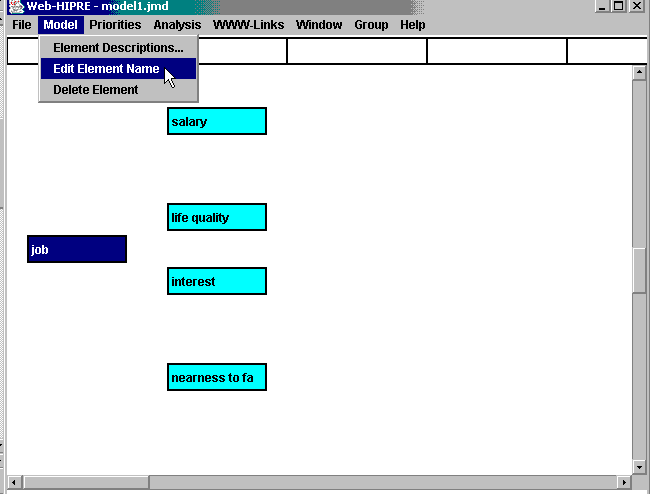 Web-HIPRE - model1.jmd
File Model Priorities Analysis WWW-Links Window Group Help
Element Descriptions...
Edit Element Name
Delete Element
salary
life quality
job
interest
nearness to fa